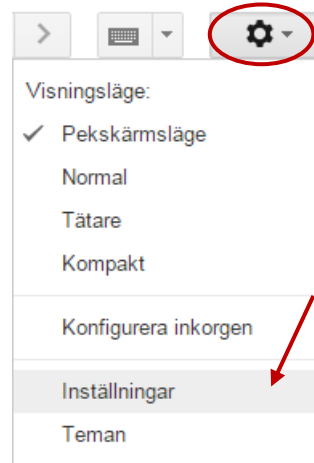 Visningsläge:
Pekskärmsläge
Normal
Tätare
Kompakt
Konfigurera inkorgen
Inställningar
Teman